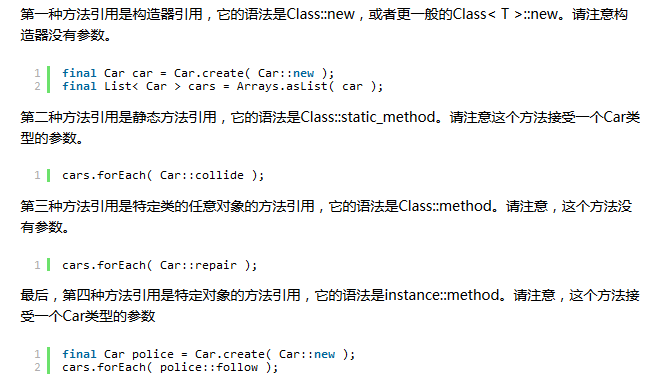 第一种方法引用是构造器引用，它的语法是Class::new，或者更一般的Class< T >::new。请注意构
造器没有参数。
1 final Car car = Car.create( Car::new );
2 final List< Car > cars = Arrays.asList( car );
第二种方法引用是静态方法引用，它的语法是Class::static_method。请注意这个方法接受一个Car类
型的参数。
1 cars.forEach( Car::collide );
第三种方法引用是特定类的任意对象的方法引用，它的语法是Class::method。请注意，这个方法没
有参数。
1 cars.forEach( Car::repair );
最后，第四种方法引用是特定对象的方法引用，它的语法是instance::method。请注意，这个方法接
受一个Car类型的参数
1 final Car police = Car.create( Car::new );
2 cars.forEach( police::follow );